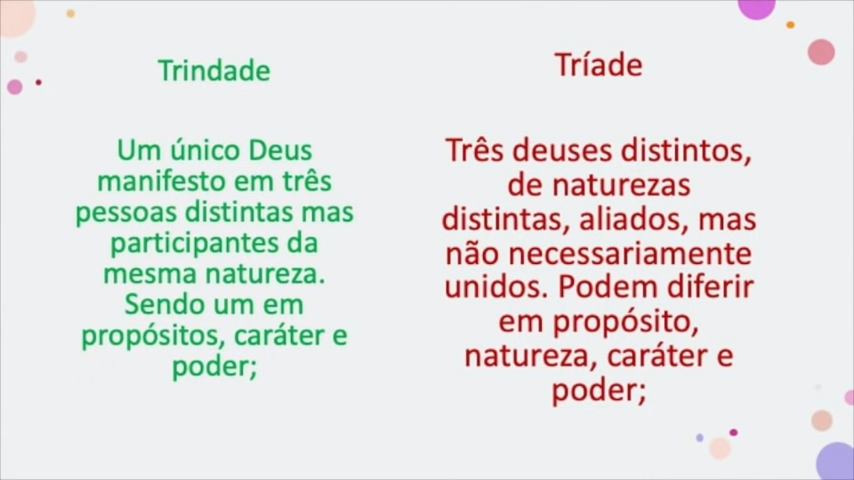 Trindade
Um único Deus
manifesto em três
pessoas distintas mas
participantes da
mesma natureza.
Sendo um em
propósitos, caráter e
poder;
Tríade
Três deuses distintos,
de naturezas
distintas, aliados, mas
não necessariamente
unidos. Podem diferir
em propósito,
natureza, caráter e
poder;